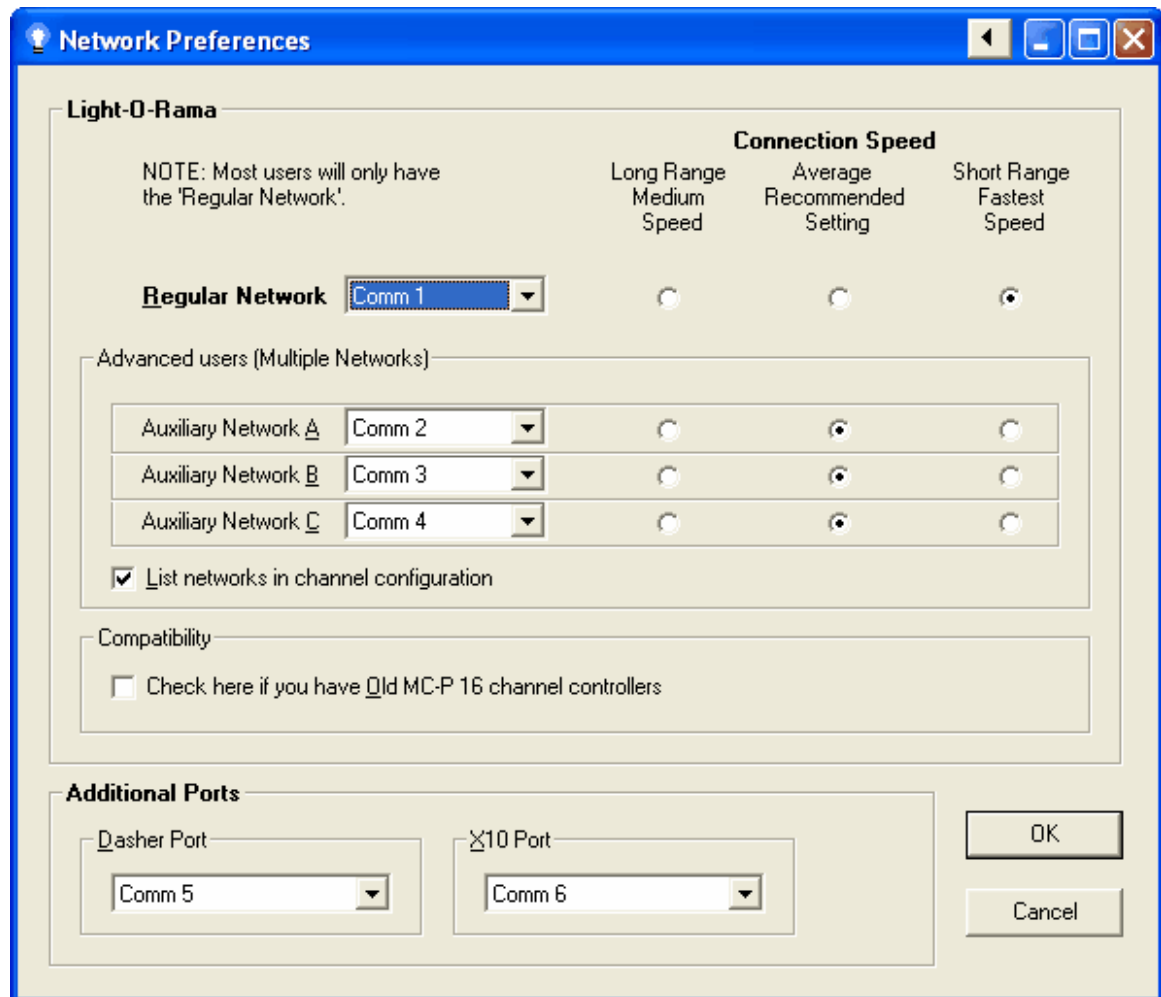 Network Preferences
Light-O-Rama
Connection Speed
NOTE: Most users will only have
the 'Regular Network'.
Long Range
Medium
Speed
Average
Recommended
Setting
Short Range
Fastest
Speed
Regular Network Comm 1
Advanced users (Multiple Networks)
Auxiliary Network A Comm 2
Auxiliary Network B Comm 3
Auxiliary Network C Comm 4
List networks in channel configuration
Compatibility
Check here if you have Old MC-P 16 channel controllers
Additional Ports
Dasher Port
Comm 5
X10 Port
Comm 6
OK
Cancel